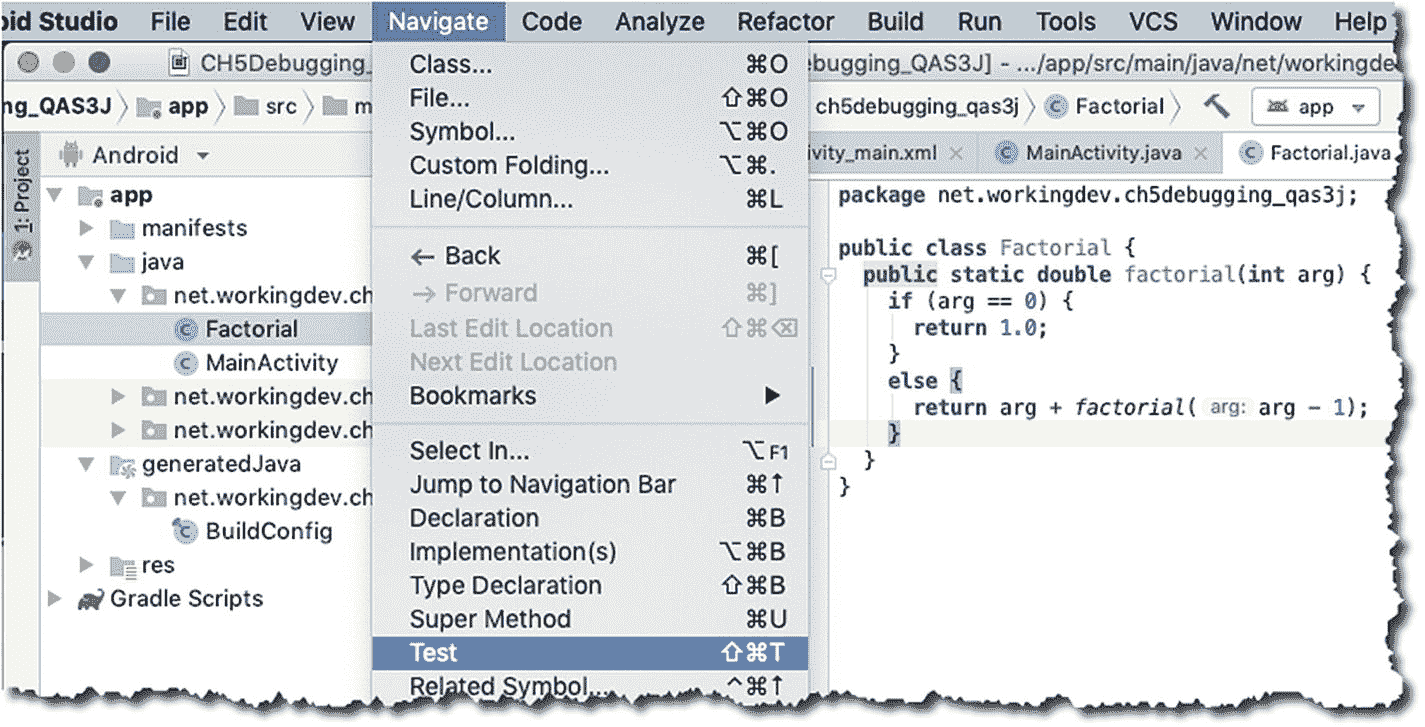 oid Studio File Edit View Navigate Code Analyze Refactor Build Run Tools VCS Window Help
CH5Debugging_ ebugging_QAS3J] - .../app/src/main/java/net/workingde
ng_QAS3J app src m ch5debugging_qas3j Factorial app
1: Project
Android
app
manifests
java
net.workingdev.ch
Factorial
MainActivity
net.workingdev.ch
net.workingdev.ch
generatedJava
net.workingdev.ch
BuildConfig
res
Gradle Scripts
Class... ⌘O
File... ⇧⌘O
Symbol... ⌥⌘O
Custom Folding... ⌥⌘.
Line/Column... ⌘L
← Back ⌘[
→ Forward ⌘]
Last Edit Location ⇧⌘⌫
Next Edit Location
Bookmarks ▶
Select In... ⌥F1
Jump to Navigation Bar ⌘↑
Declaration ⌘B
Implementation(s) ⌥⌘B
Type Declaration ⇧⌘B
Super Method ⌘U
Test ⇧⌘T
Related Symbol... ^⌘↑
ivity_main.xml MainActivity.java Factorial.java
package net.workingdev.ch5debugging_qas3j;
public class Factorial {
public static double factorial(int arg) {
if (arg == 0) {
return 1.0;
}
else {
return arg + factorial( arg: arg - 1);
}
}
}